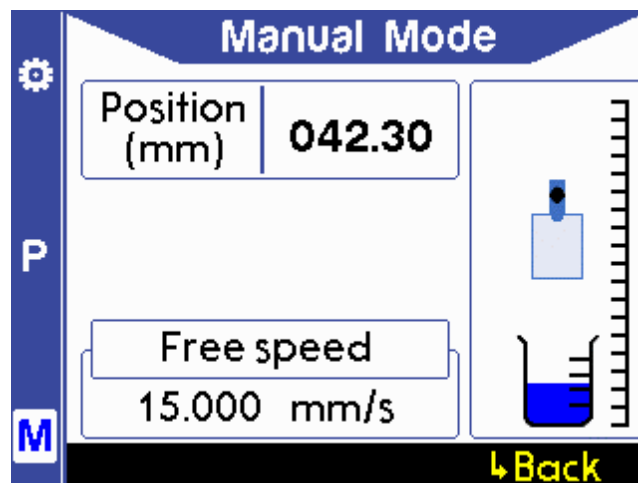 Manual Mode
Position
(mm)
042.30
P
Free speed
15.000 mm/s
M
↳Back